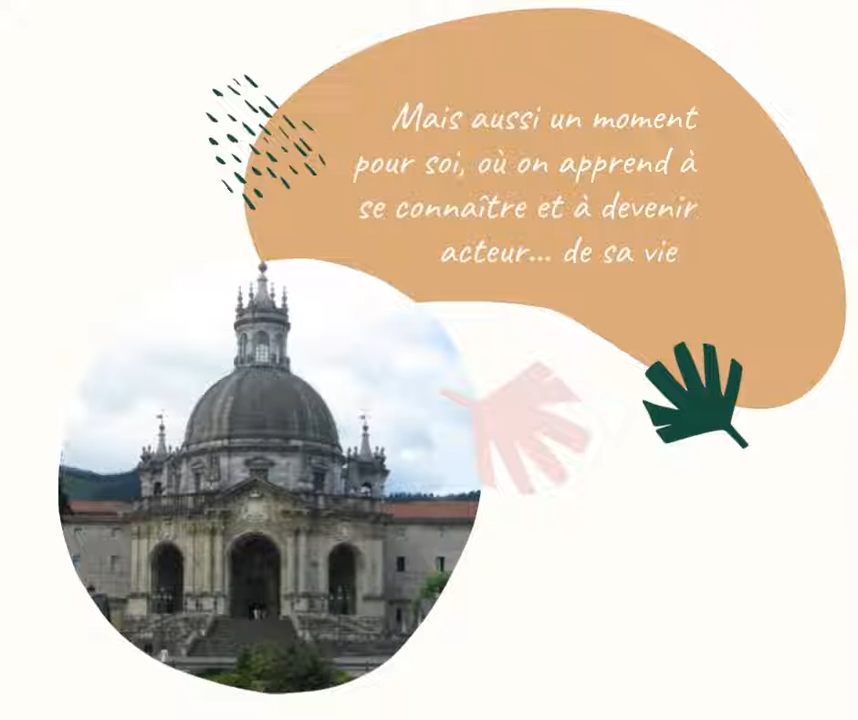 Mais aussi un moment
pour soi, où on apprend à
se connaître et à devenir
acteur... de sa vie